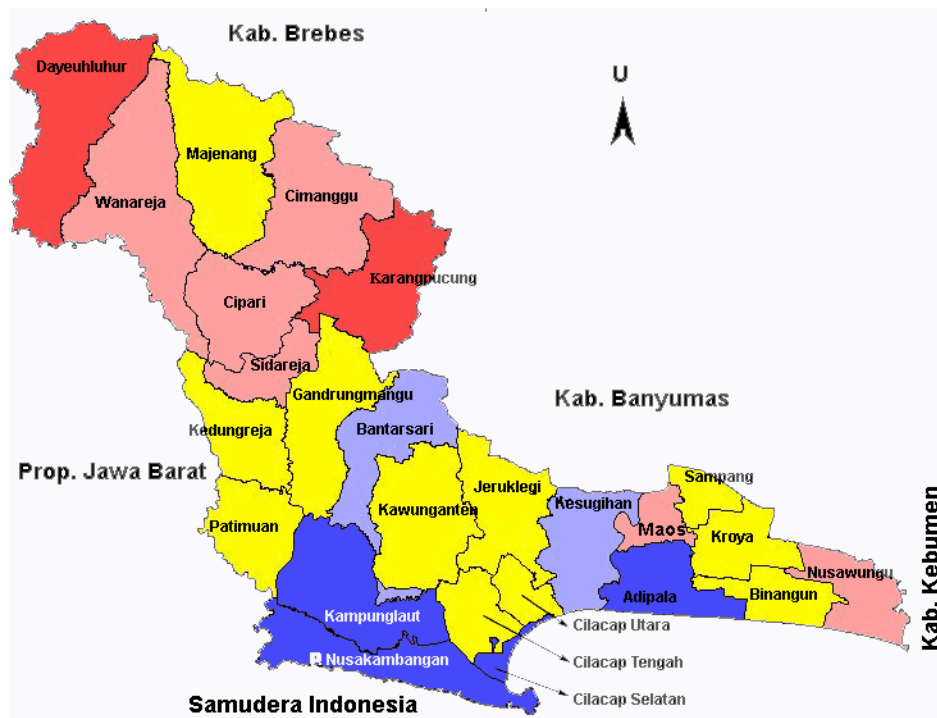 Kab. Brebes
Dayeuhluhur
U
Majenang
Cimanggu
Wanareja
Karangpucung
Cipari
Sidareja
Gandrungmangu
Kab. Banyumas
Kedungreja
Bantarsari
Prop. Jawa Barat
Sampang
Jeruklegi
Kesugihan
Kawunganten
Maos
Kroya
Patimuan
Kab. Kebumen
Nusawungu
Adipala
Binangun
Kampunglaut
Cilacap Utara
Nusakambangan
Cilacap Tengah
Cilacap Selatan
Samudera Indonesia